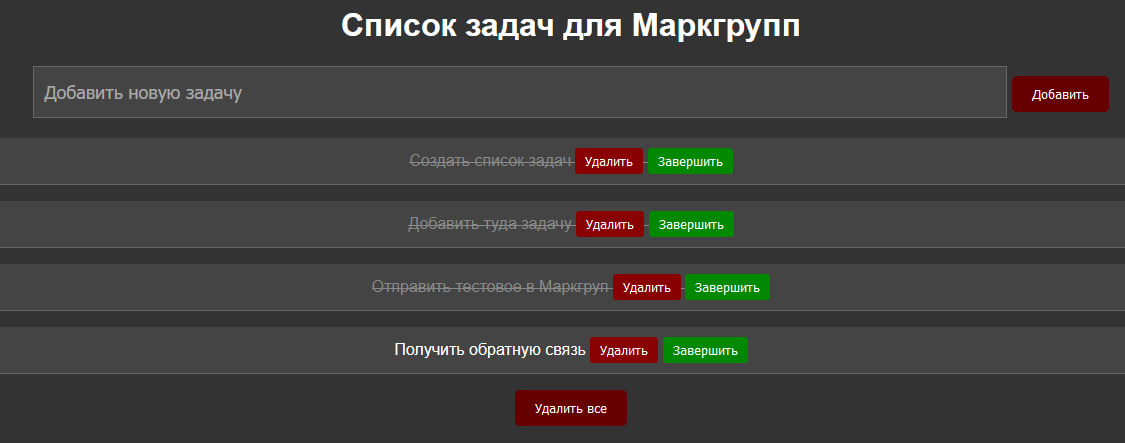 Список задач для Маркгрупп
Добавить новую задачу Добавить
Создать список задач Удалить Завершить
Добавить туда задачу Удалить Завершить
Отправить тестовое в Маркгруп Удалить Завершить
Получить обратную связь Удалить Завершить
Удалить все